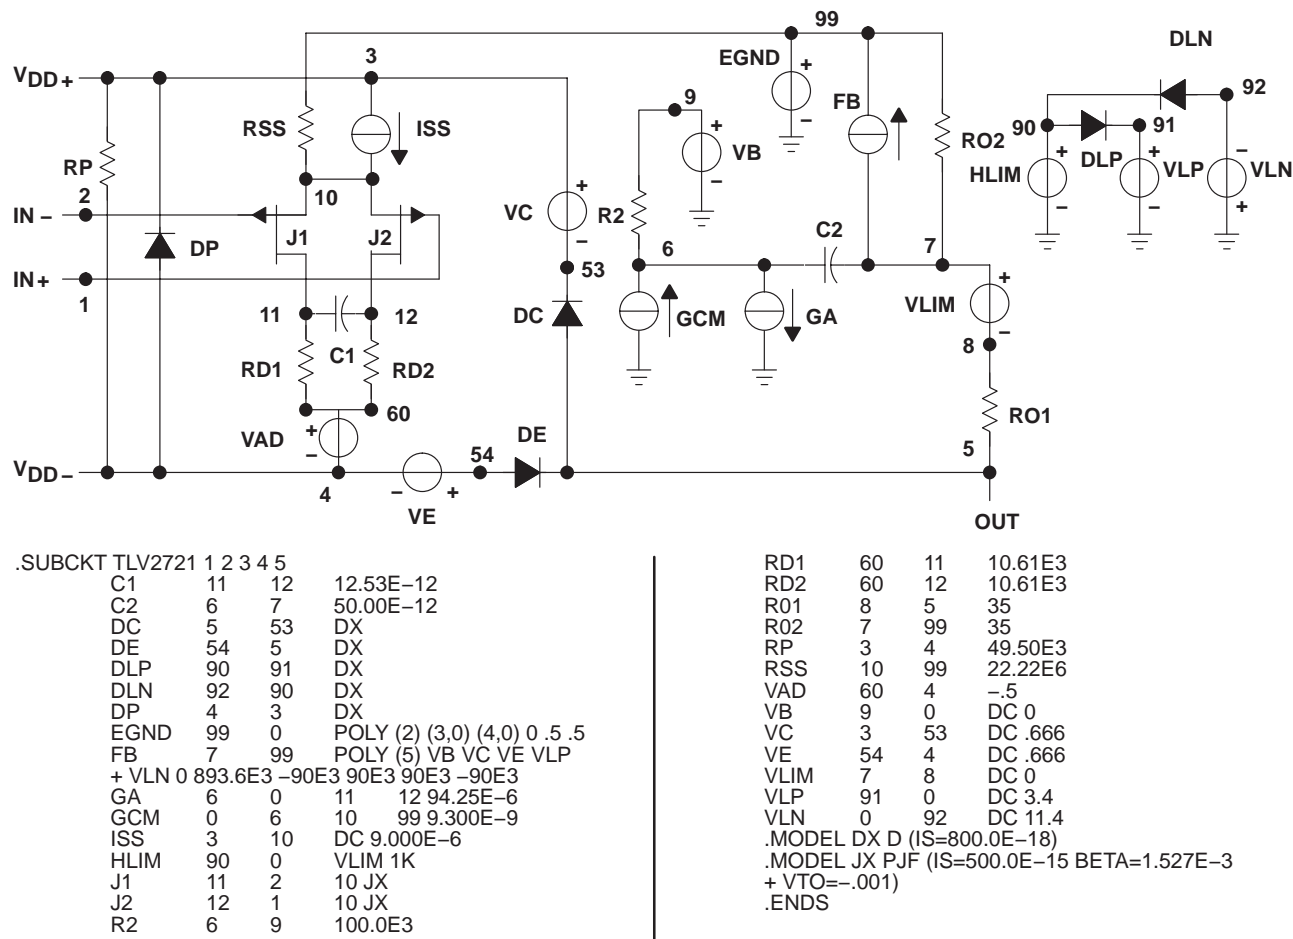 99
DLN
3
VDD+
EGND
+
−
9
FB
92
RSS
ISS
+
VB
−
RO2
90
91
DLP
−
RP
+
HLIM
−
+
VLP
−
VLN
+
2
10
IN −
J1
J2
VC
+
−
R2
C2
DP
6
7
IN+
1
53
+
VLIM
−
11
12
DC
GCM
GA
8
C1
RD1
RD2
60
RO1
VAD
+
−
DE
5
54
VDD−
4
−
+
VE
OUT
.SUBCKT TLV2721 1 2 3 4 5
C1 11 12 12.53E−12
C2 6 7 50.00E−12
DC 5 53 DX
DE 54 5 DX
DLP 90 91 DX
DLN 92 90 DX
DP 4 3 DX
EGND 99 0 POLY (2) (3,0) (4,0) 0 .5 .5
FB 7 99 POLY (5) VB VC VE VLP
+ VLN 0 893.6E3 −90E3 90E3 90E3 −90E3
GA 6 0 11 12 94.25E−6
GCM 0 6 10 99 9.300E−9
ISS 3 10 DC 9.000E−6
HLIM 90 0 VLIM 1K
J1 11 2 10 JX
J2 12 1 10 JX
R2 6 9 100.0E3
RD1 60 11 10.61E3
RD2 60 12 10.61E3
R01 8 5 35
R02 7 99 35
RP 3 4 49.50E3
RSS 10 99 22.22E6
VAD 60 4 −.5
VB 9 0 DC 0
VC 3 53 DC .666
VE 54 4 DC .666
VLIM 7 8 DC 0
VLP 91 0 DC 3.4
VLN 0 92 DC 11.4
.MODEL DX D (IS=800.0E−18)
.MODEL JX PJF (IS=500.0E−15 BETA=1.527E−3
+ VTO=−.001)
.ENDS